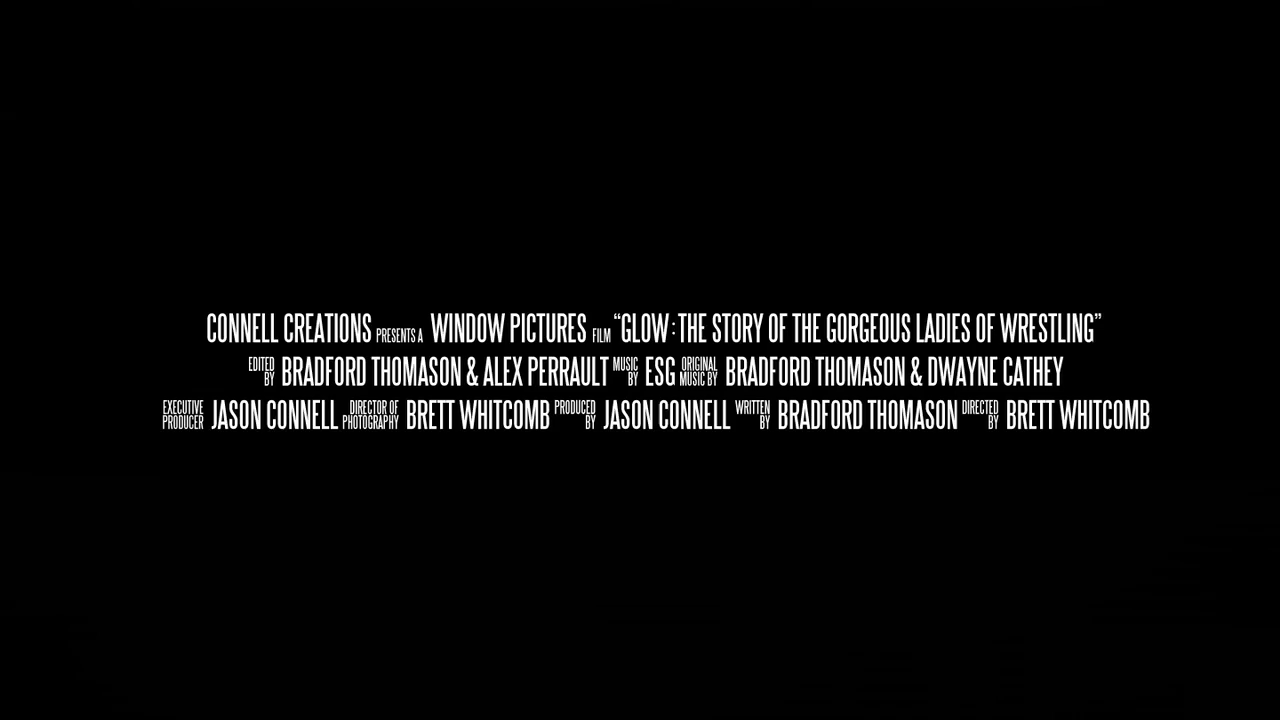 CONNELL CREATIONS PRESENTS A WINDOW PICTURES FILM “GLOW: THE STORY OF THE GORGEOUS LADIES OF WRESTLING”
EDITED BY BRADFORD THOMASON & ALEX PERRAULT MUSIC BY ESG ORIGINAL MUSIC BY BRADFORD THOMASON & DWAYNE CATHEY
EXECUTIVE PRODUCER JASON CONNELL DIRECTOR OF PHOTOGRAPHY BRETT WHITCOMB PRODUCED BY JASON CONNELL WRITTEN BY BRADFORD THOMASON DIRECTED BY BRETT WHITCOMB